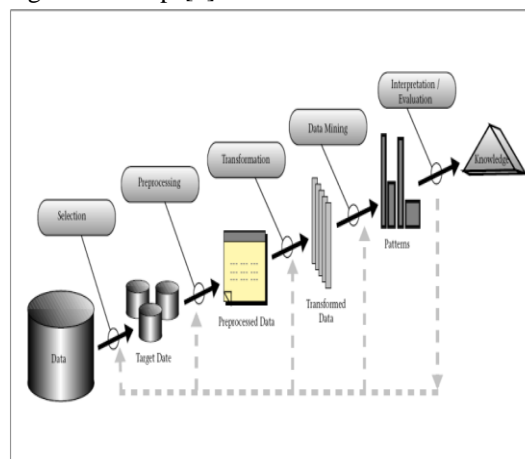 Interpretation /
Evaluation
Data Mining
Knowledge
Transformation
Preprocessing
Patterns
Selection
Transformed
Data
Preprocessed Data
Target Date
Data